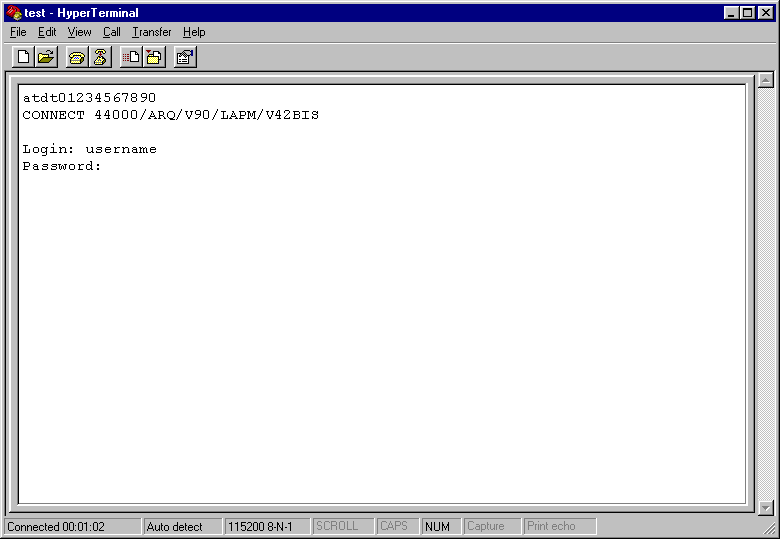 test - HyperTerminal
File Edit View Call Transfer Help
atdt01234567890
CONNECT 44000/ARQ/V90/LAPM/V42BIS
Login: username
Password:
Connected 00:01:02 Auto detect 115200 8-N-1 SCROLL CAPS NUM Capture Print echo